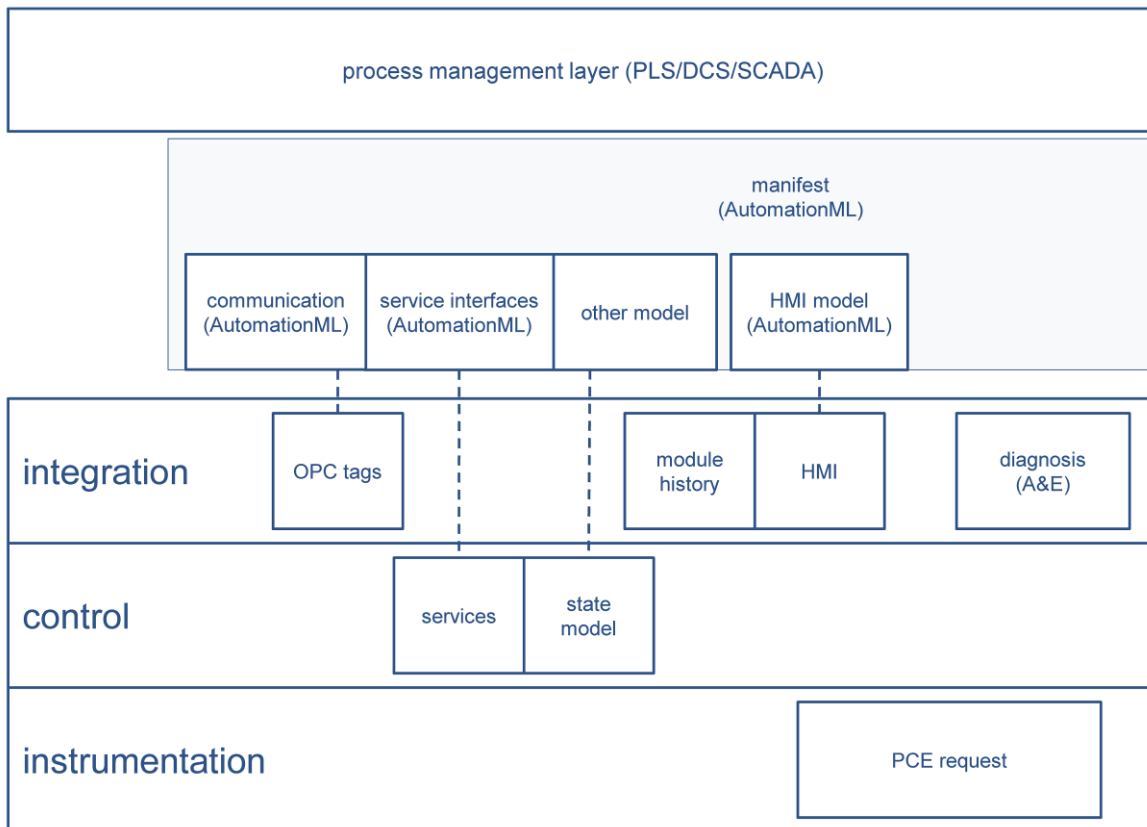 process management layer (PLS/DCS/SCADA)
manifest
(AutomationML)
communication
(AutomationML)
service interfaces
(AutomationML)
other model
HMI model
(AutomationML)
integration
OPC tags
module
history
HMI
diagnosis
(A&E)
control
services
state
model
instrumentation
PCE request